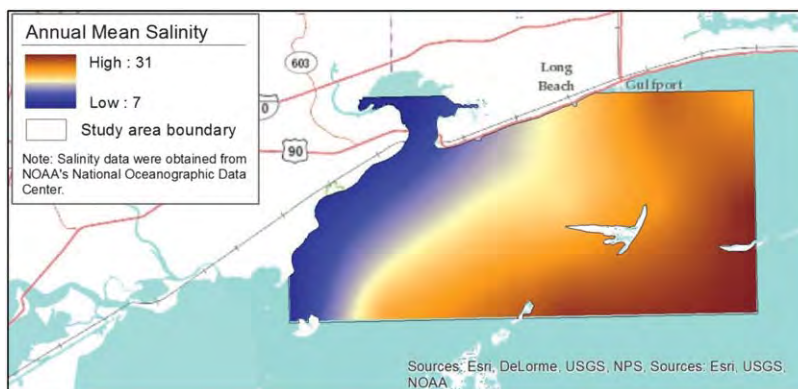 Annual Mean Salinity
High : 31
Low : 7
Study area boundary
Note: Salinity data were obtained from
NOAA's National Oceanographic Data
Center.
603
0
90
Long
Beach
Gulfport
Sources: Esri, DeLorme, USGS, NPS, Sources: Esri, USGS,
NOAA